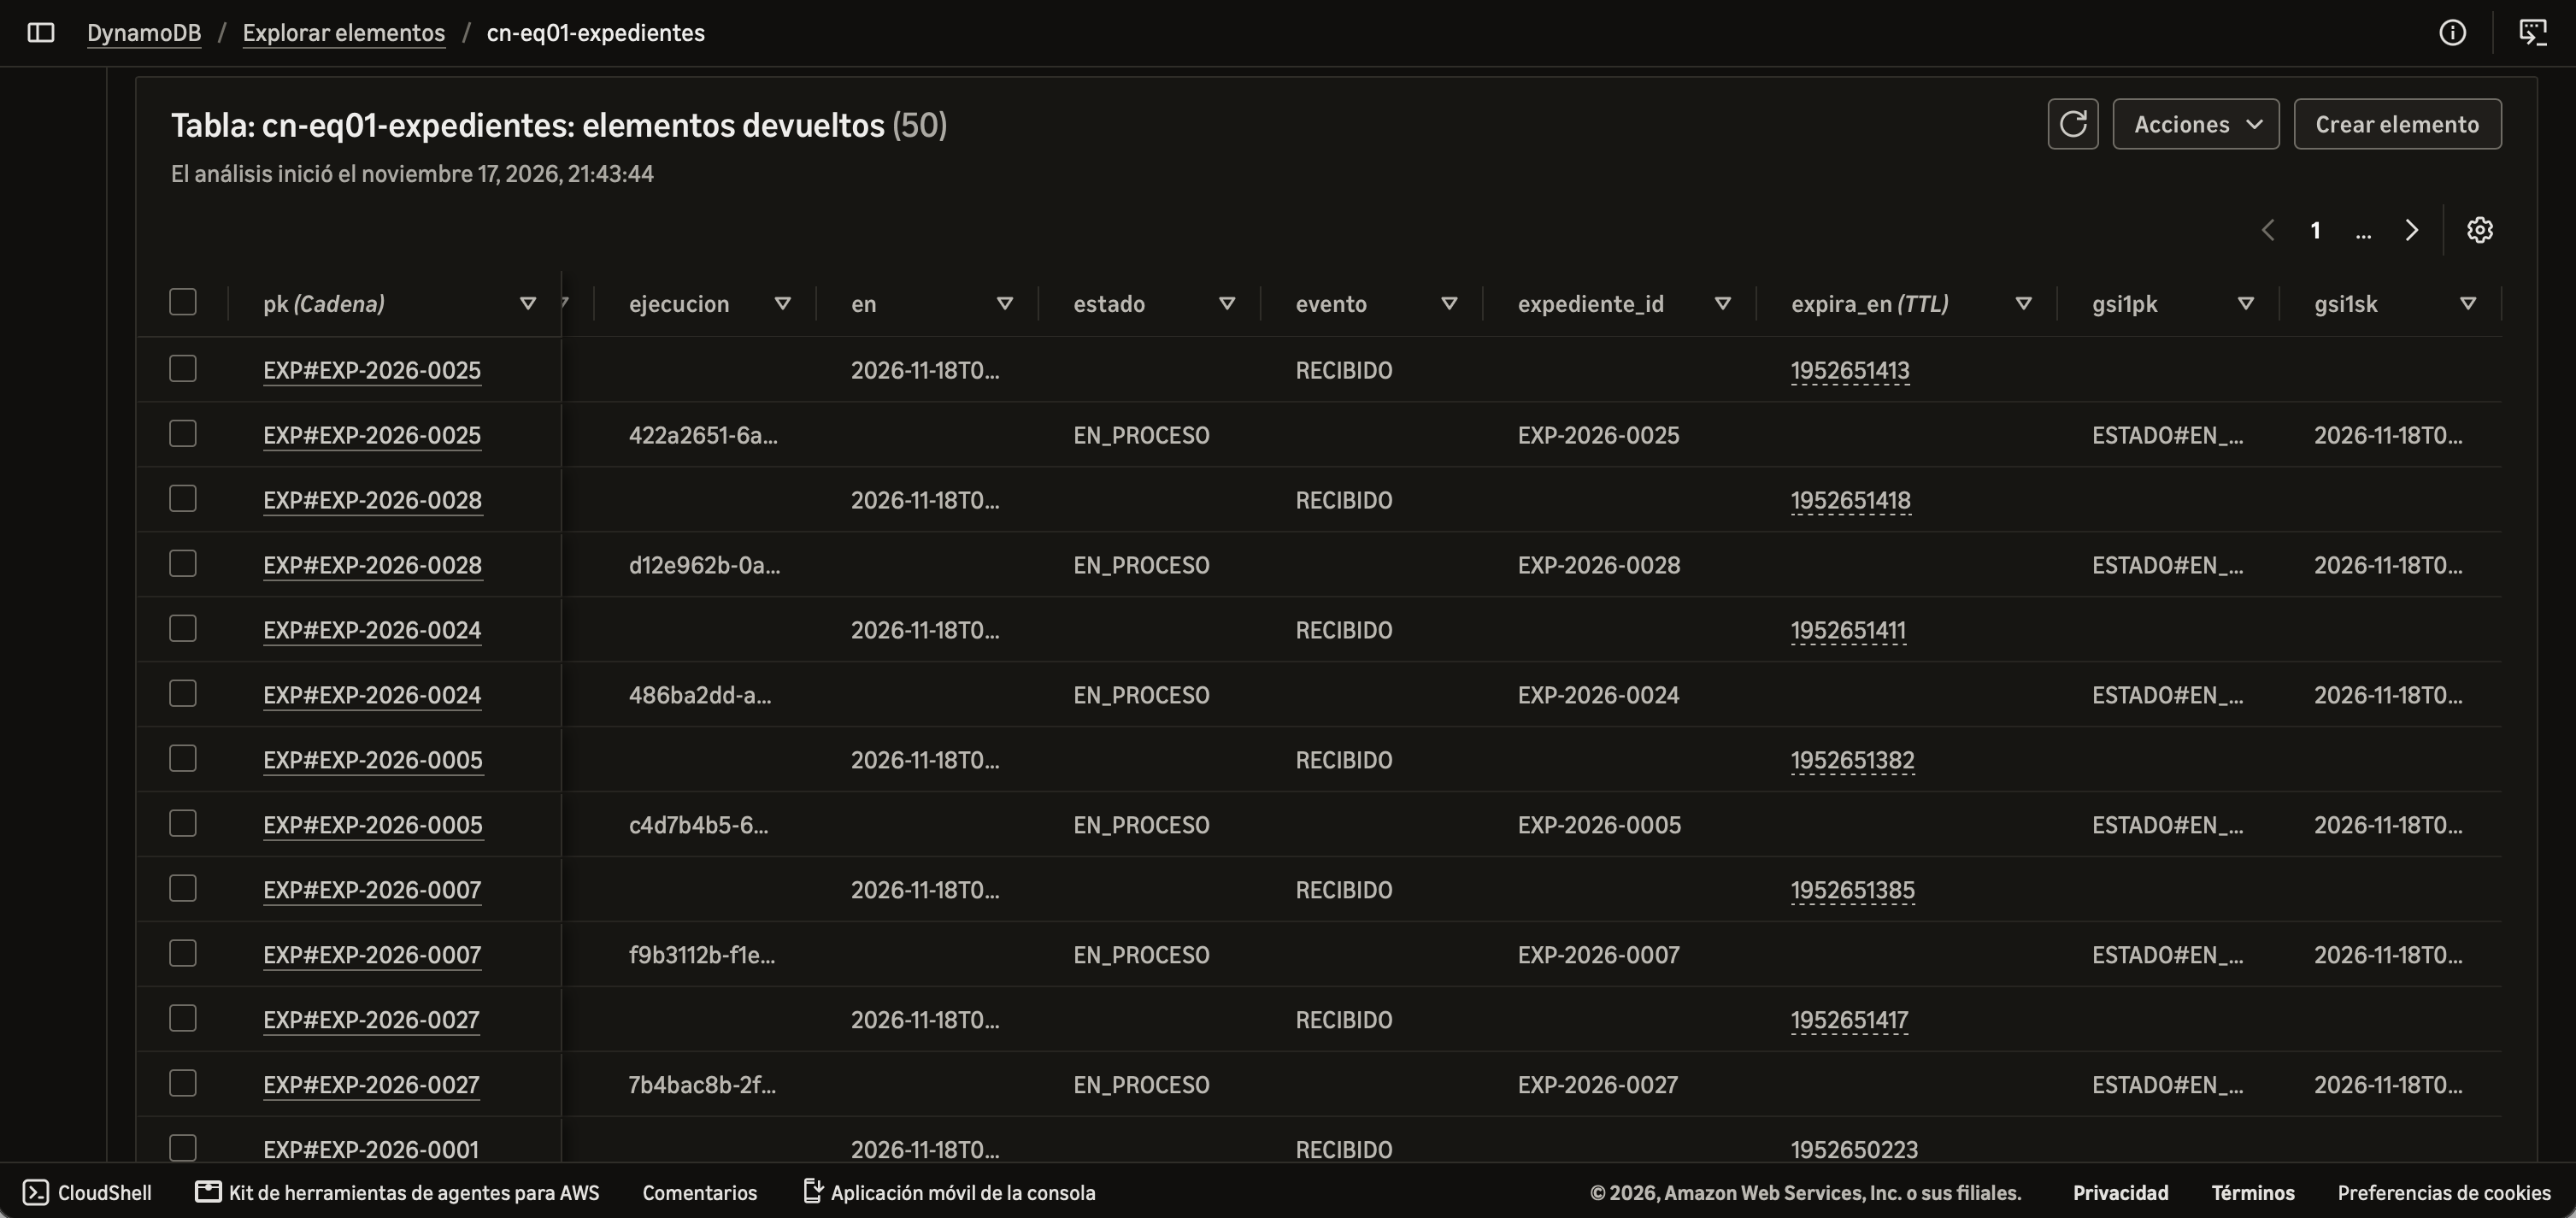 DynamoDB / Explorar elementos / cn-eq01-expedientes
Tabla: cn-eq01-expedientes: elementos devueltos (50)
El análisis inició el noviembre 17, 2026, 21:43:44
Acciones
Crear elemento
1 ...
pk (Cadena) ejecucion en estado evento expediente_id expira_en (TTL) gsi1pk gsi1sk
EXP#EXP-2026-0025 2026-11-18T0... RECIBIDO 1952651413
EXP#EXP-2026-0025 422a2651-6a... EN_PROCESO EXP-2026-0025 ESTADO#EN_... 2026-11-18T0...
EXP#EXP-2026-0028 2026-11-18T0... RECIBIDO 1952651418
EXP#EXP-2026-0028 d12e962b-0a... EN_PROCESO EXP-2026-0028 ESTADO#EN_... 2026-11-18T0...
EXP#EXP-2026-0024 2026-11-18T0... RECIBIDO 1952651411
EXP#EXP-2026-0024 486ba2dd-a... EN_PROCESO EXP-2026-0024 ESTADO#EN_... 2026-11-18T0...
EXP#EXP-2026-0005 2026-11-18T0... RECIBIDO 1952651382
EXP#EXP-2026-0005 c4d7b4b5-6... EN_PROCESO EXP-2026-0005 ESTADO#EN_... 2026-11-18T0...
EXP#EXP-2026-0007 2026-11-18T0... RECIBIDO 1952651385
EXP#EXP-2026-0007 f9b3112b-f1e... EN_PROCESO EXP-2026-0007 ESTADO#EN_... 2026-11-18T0...
EXP#EXP-2026-0027 2026-11-18T0... RECIBIDO 1952651417
EXP#EXP-2026-0027 7b4bac8b-2f... EN_PROCESO EXP-2026-0027 ESTADO#EN_... 2026-11-18T0...
EXP#EXP-2026-0001 2026-11-18T0... RECIBIDO 1952650223
CloudShell Kit de herramientas de agentes para AWS Comentarios Aplicación móvil de la consola © 2026, Amazon Web Services, Inc. o sus filiales. Privacidad Términos Preferencias de cookies